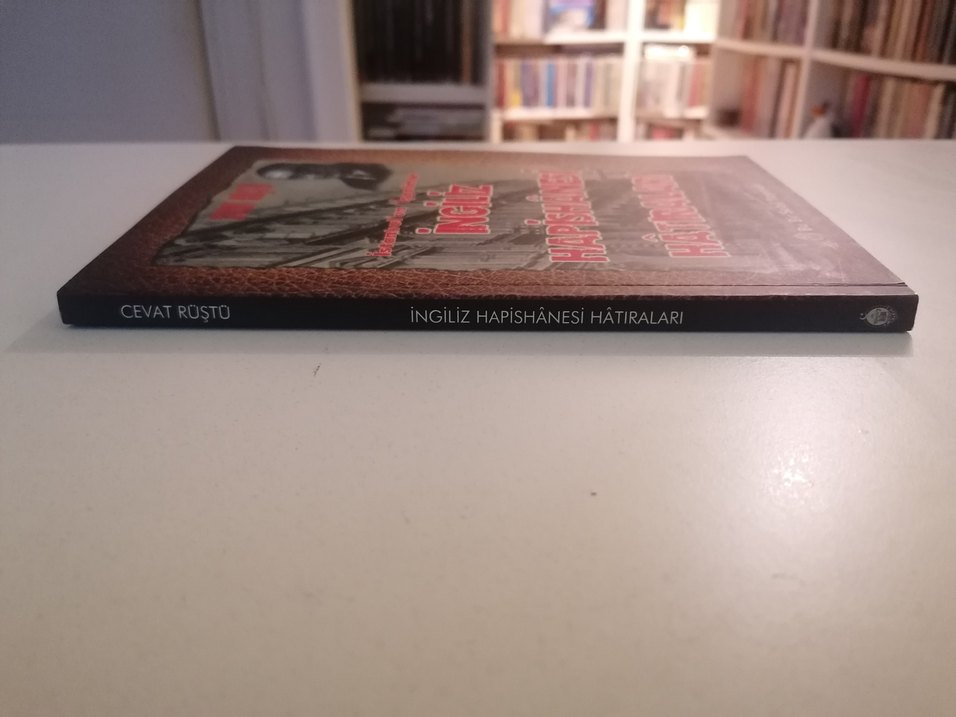 İNGİLİZ
HAPİSHÂNESİ
HÂTIRALARI
CEVAT RÜŞTÜ
İNGİLİZ HAPİSHÂNESİ HÂTIRALARI